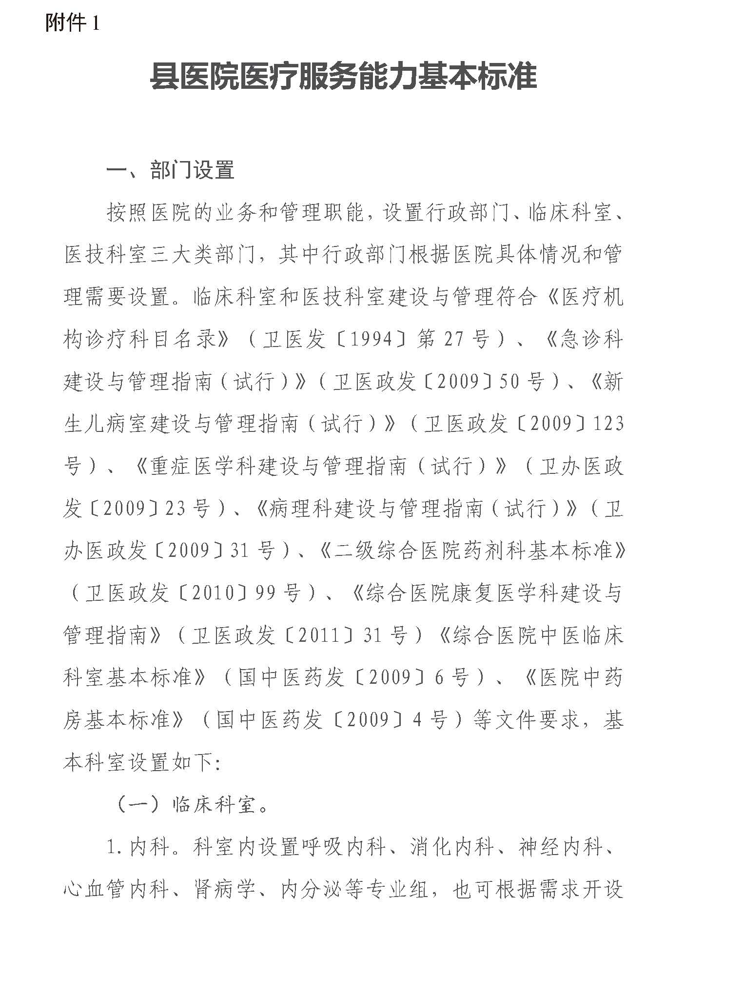 附件1
县医院医疗服务能力基本标准
一、部门设置
按照医院的业务和管理职能，设置行政部门、临床科室、
医技科室三大类部门，其中行政部门根据医院具体情况和管
理需要设置。临床科室和医技科室建设与管理符合《医疗机
构诊疗科目名录》（卫医发〔1994〕第 27 号）、《急诊科
建设与管理指南（试行）》（卫医政发〔2009〕50 号）、《新
生儿病室建设与管理指南（试行）》（卫医政发〔2009〕123
号）、《重症医学科建设与管理指南（试行）》（卫办医政
发〔2009〕23 号）、《病理科建设与管理指南（试行）》（卫
办医政发〔2009〕31 号）、《二级综合医院药剂科基本标准》
（卫医政发〔2010〕99 号）、《综合医院康复医学科建设与
管理指南》（卫医政发〔2011〕31 号）《综合医院中医临床
科室基本标准》（国中医药发〔2009〕6 号）、《医院中药
房基本标准》（国中医药发〔2009〕4 号）等文件要求，基
本科室设置如下：
（一）临床科室。
1. 内科。科室内设置呼吸内科、消化内科、神经内科、
心血管内科、肾病学、内分泌等专业组，也可根据需求开设